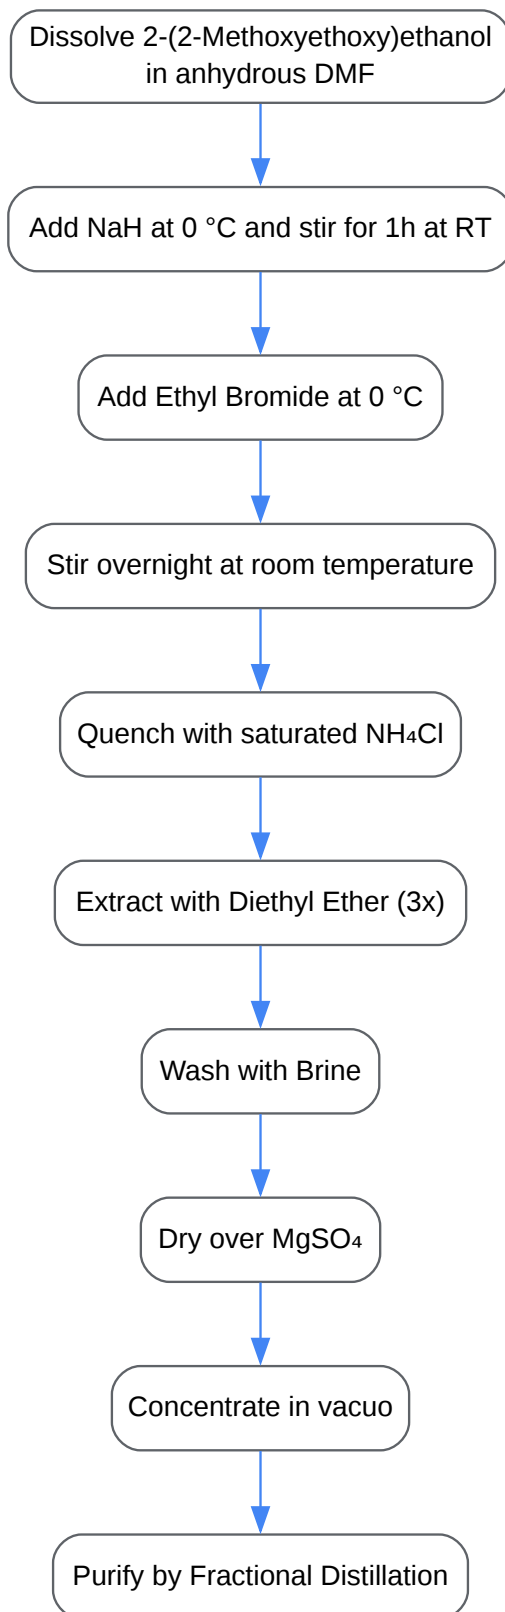 Dissolve 2-(2-Methoxyethoxy)ethanol
in anhydrous DMF
Add NaH at 0 °C and stir for 1h at RT
Add Ethyl Bromide at 0 °C
Stir overnight at room temperature
Quench with saturated NH₄Cl
Extract with Diethyl Ether (3x)
Wash with Brine
Dry over MgSO₄
Concentrate in vacuo
Purify by Fractional Distillation